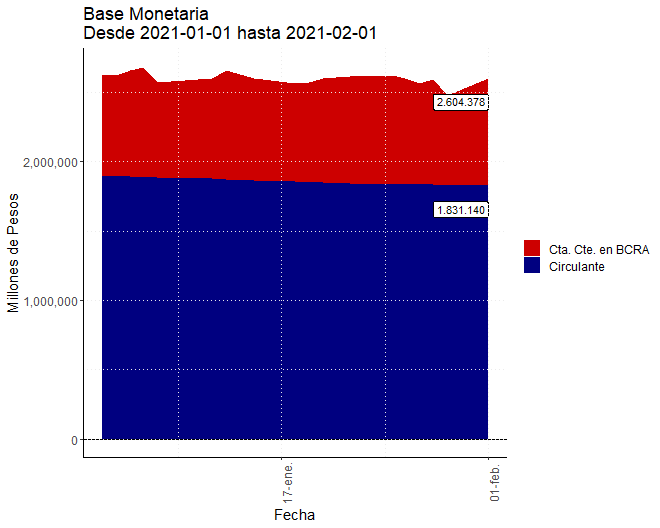 Base Monetaria
Desde 2021-01-01 hasta 2021-02-01
2.604.378
2,000,000
1.831.140
Millones de Pesos
Cta. Cte. en BCRA
Circulante
1,000,000
0
17-ene.
01-feb.
Fecha